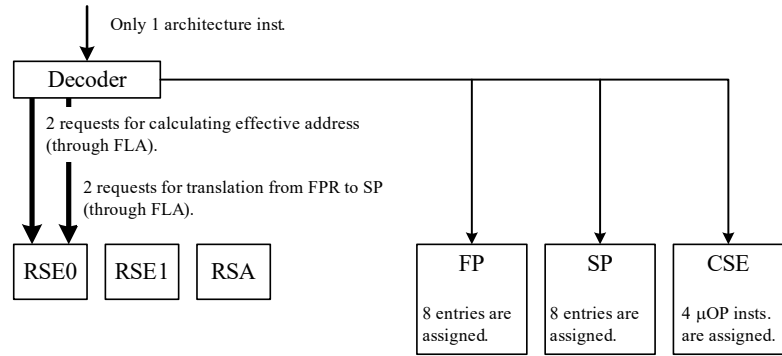 Only 1 architecture inst.
Decoder
2 requests for calculating effective address
(through FLA).
2 requests for translation from FPR to SP
(through FLA).
RSE0 RSE1 RSA FP SP CSE
8 entries are
assigned.
8 entries are
assigned.
4 μOP insts.
are assigned.